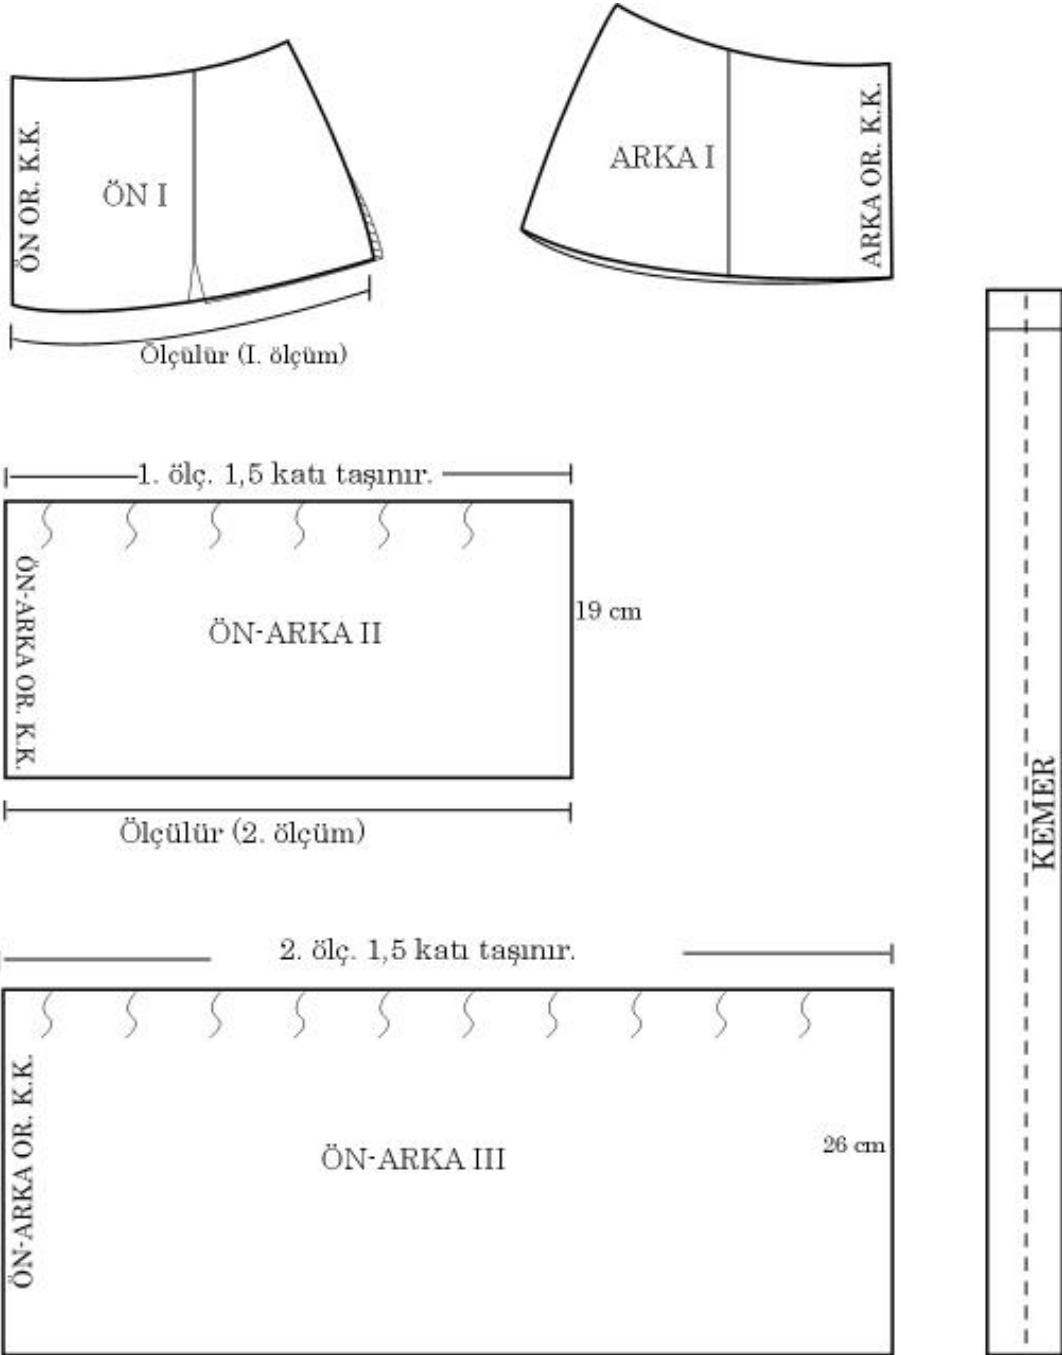 ÖN OR. K.K.
ÖN I
ARKA I
ARKA OR. K.K.
Ölçülür (I. ölçüm)
1. ölç. 1,5 katı taşınır.
ÖN-ARKA OR. K.K.
ÖN-ARKA II
19 cm
Ölçülür (2. ölçüm)
KEMER
2. ölç. 1,5 katı taşınır.
ÖN-ARKA OR. K.K.
ÖN-ARKA III
26 cm